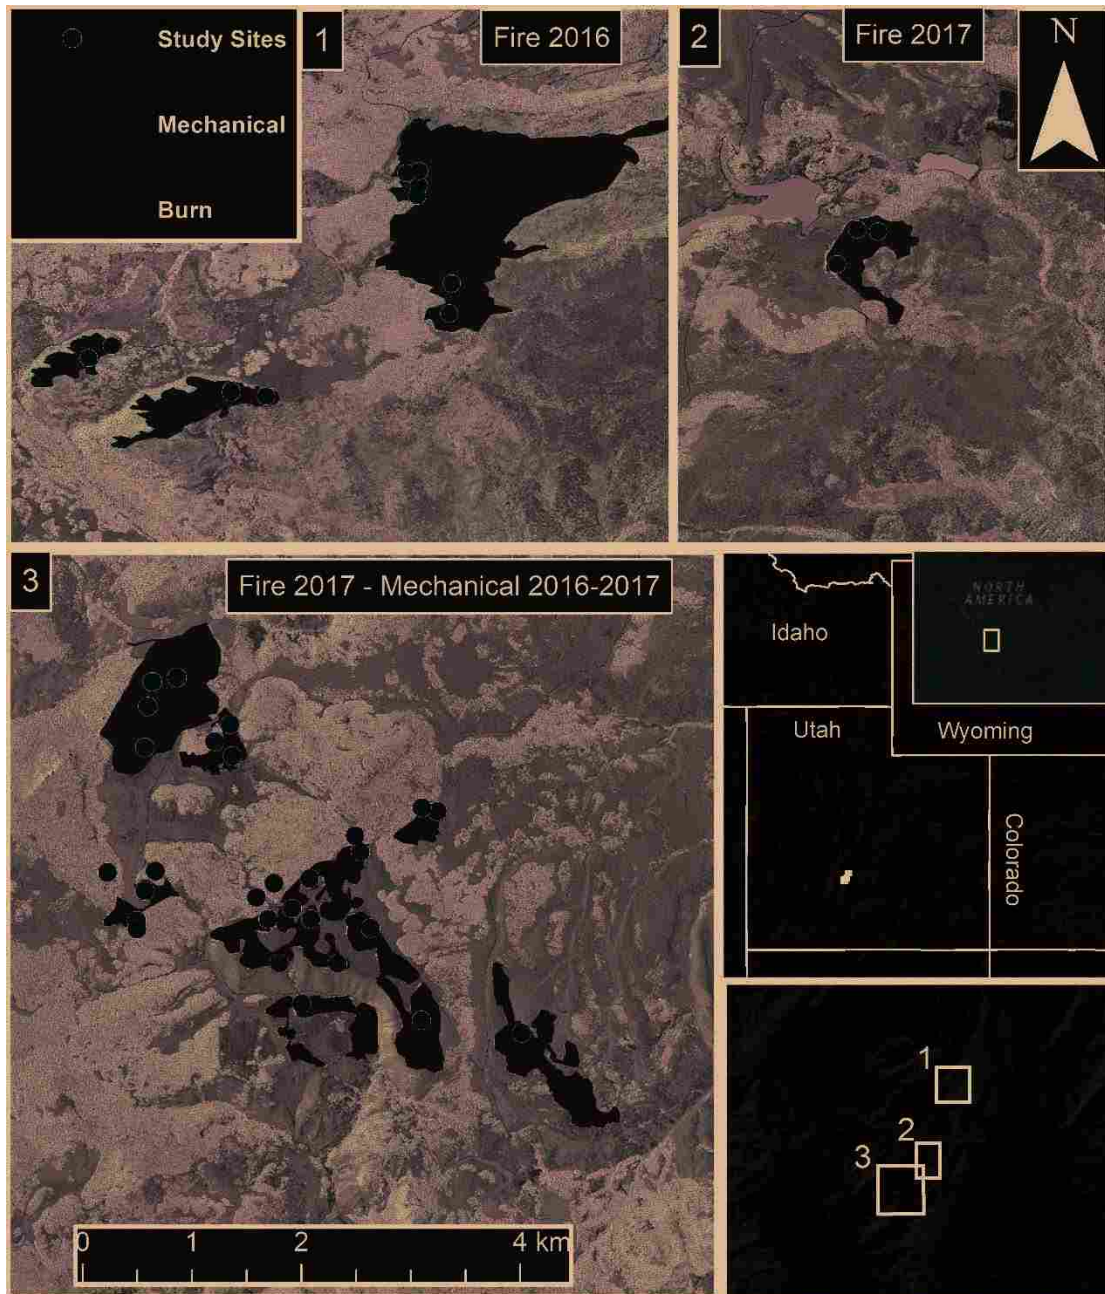 Study Sites
Mechanical
Burn
1
Fire 2016
2
Fire 2017
N
3
Fire 2017 - Mechanical 2016-2017
0
1
2
4 km
NORTH
AMERICA
Idaho
Utah
Wyoming
Colorado
1
2
3